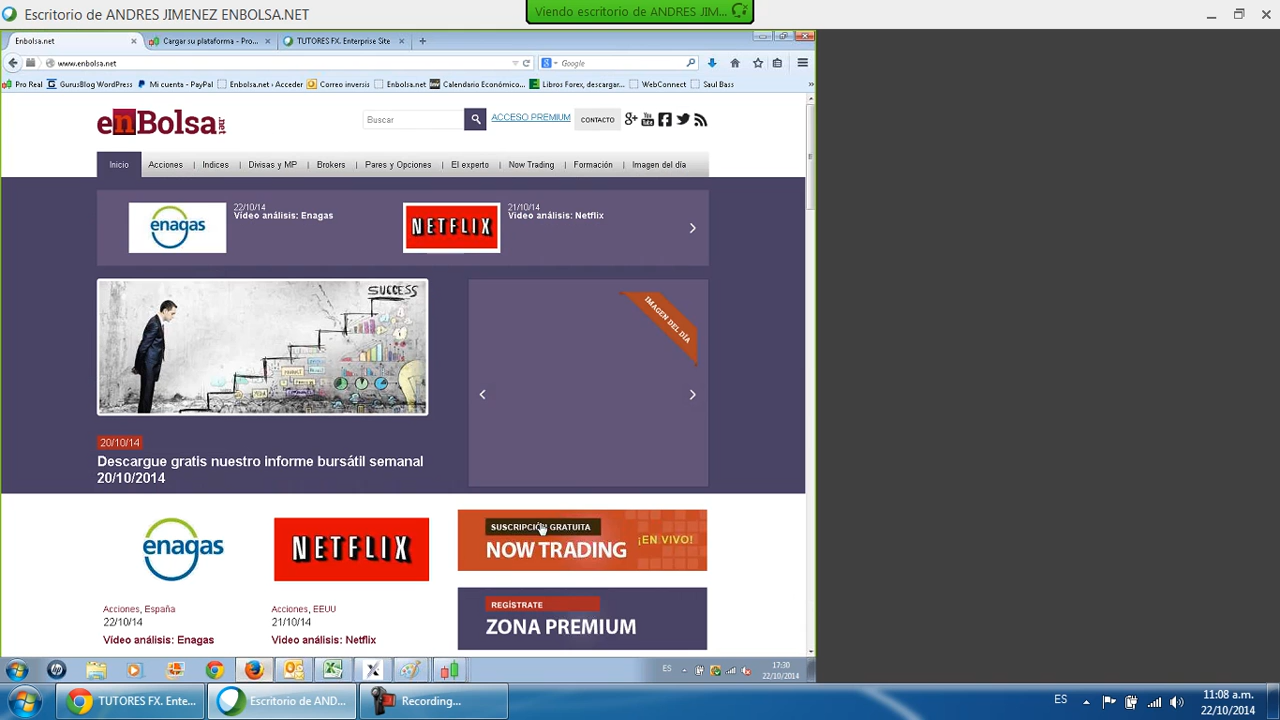 Escritorio de ANDRES JIMENEZ ENBOLSA.NET
Viendo escritorio de ANDRES JIM...
Enbolsa.net
Cargar su plataforma - Pro...
TUTORES FX. Enterprise Site
www.enbolsa.net
Google
Pro Real
GurusBlog WordPress
Mi cuenta - PayPal
Enbolsa.net - Acceder
Correo inversis
Enbolsa.net
Calendario Económico...
Libros Forex, descargar...
WebConnect
Saul Bass
enBolsa.net
Buscar
ACCESO PREMIUM
CONTACTO
Inicio
Acciones
Indices
Divisas y MP
Brokers
Pares y Opciones
El experto
Now Trading
Formación
Imagen del día
enagas
22/10/14
Vídeo análisis: Enagas
NETFLIX
21/10/14
Vídeo análisis: Netflix
SUCCESS
IMAGEN DEL DÍA
20/10/14
Descargue gratis nuestro informe bursátil semanal
20/10/2014
enagas
NETFLIX
SUSCRIPCIÓN GRATUITA
NOW TRADING
¡EN VIVO!
Acciones, España
22/10/14
Vídeo análisis: Enagas
Acciones, EEUU
21/10/14
Vídeo análisis: Netflix
REGÍSTRATE
ZONA PREMIUM
ES
17:30
22/10/2014
TUTORES FX. Ente...
Escritorio de AND...
Recording...
ES
11:08 a.m.
22/10/2014